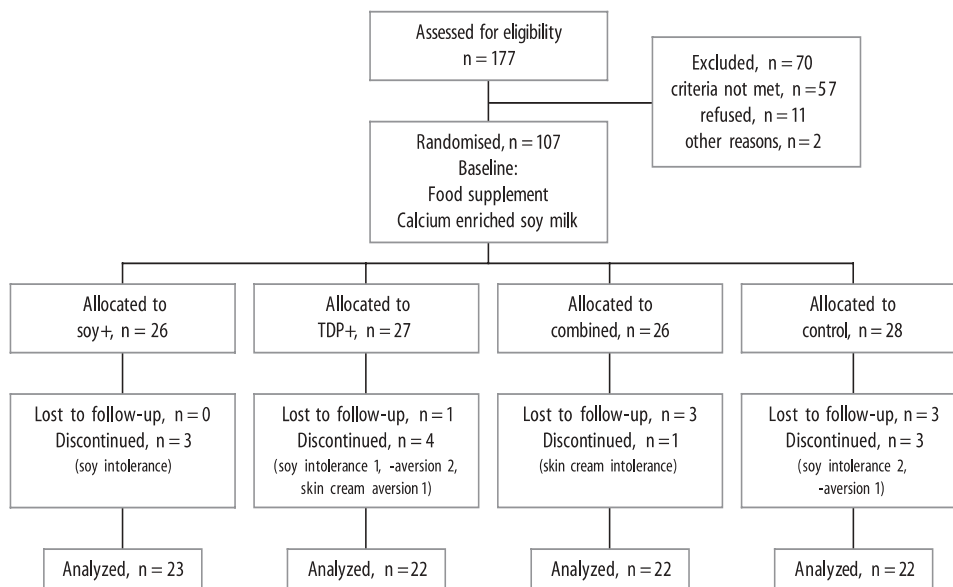 Assessed for eligibility
n = 177
Excluded, n = 70
criteria not met, n = 57
refused, n = 11
other reasons, n = 2
Randomised, n = 107
Baseline:
Food supplement
Calcium enriched soy milk
Allocated to
soy+, n = 26
Allocated to
TDP+, n = 27
Allocated to
combined, n = 26
Allocated to
control, n = 28
Lost to follow-up, n = 0
Discontinued, n = 3
(soy intolerance)
Lost to follow-up, n = 1
Discontinued, n = 4
(soy intolerance 1, -aversion 2,
skin cream aversion 1)
Lost to follow-up, n = 3
Discontinued, n = 1
(skin cream intolerance)
Lost to follow-up, n = 3
Discontinued, n = 3
(soy intolerance 2,
-aversion 1)
Analyzed, n = 23
Analyzed, n = 22
Analyzed, n = 22
Analyzed, n = 22